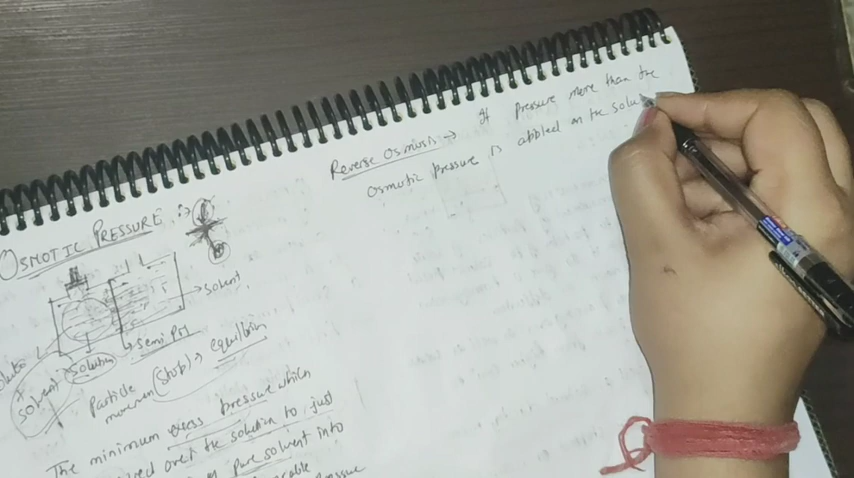 Reverse Osmosis → If pressure more than the
Osmotic pressure is applied on the solu
OSMOTIC PRESSURE :-
→ solvent
→ Semi PM
solution
+
solvent
Particle (Stop) → equilibrium
movement
The minimum excess pressure which
over the solution to just
pure solvent into